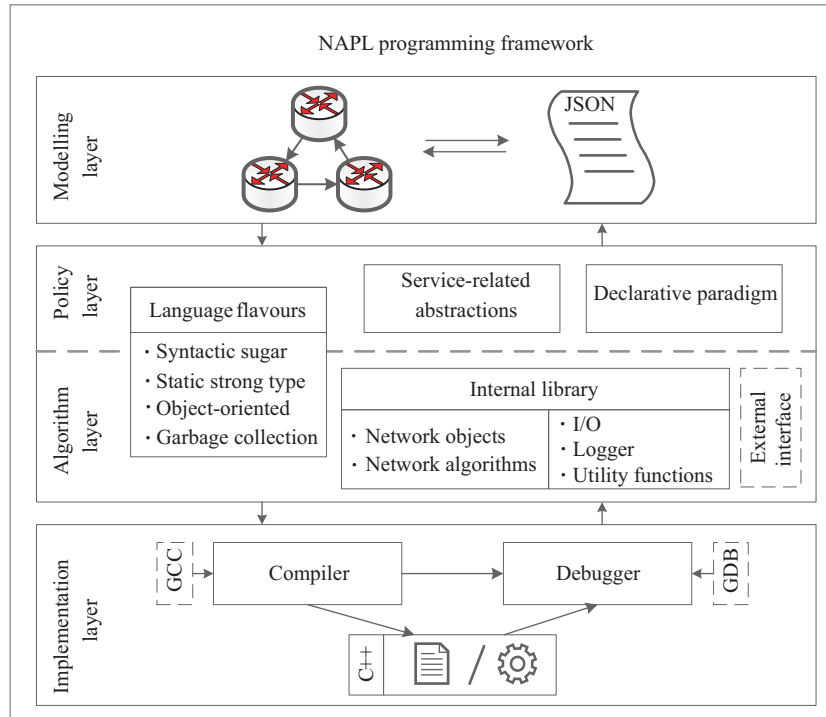 NAPL programming framework
Modelling
layer
JSON
Policy
layer
Language flavours
· Syntactic sugar
· Static strong type
· Object-oriented
· Garbage collection
Service-related
abstractions
Declarative paradigm
Algorithm
layer
Internal library
· Network objects
· Network algorithms
· I/O
· Logger
· Utility functions
External
interface
Implementation
layer
GCC
Compiler
Debugger
GDB
C++
/